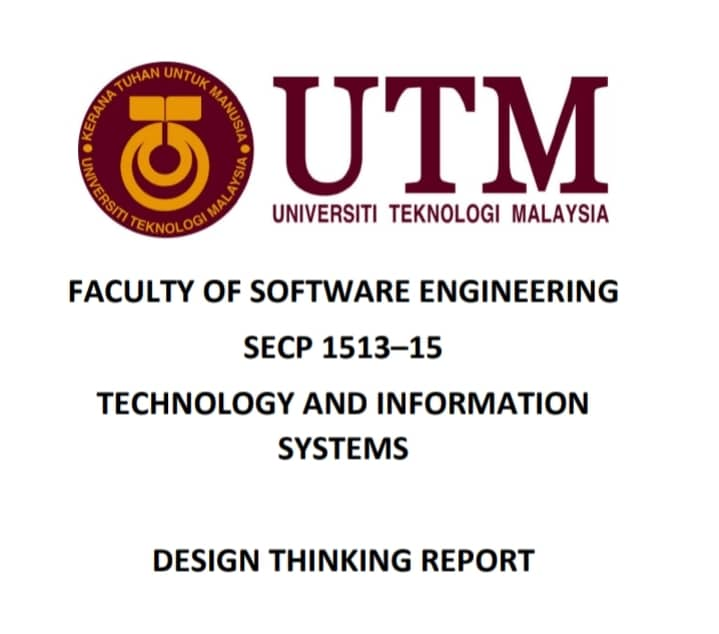 KERANA TUHAN UNTUK MANUSIA
UNIVERSITI TEKNOLOGI MALAYSIA
UTM
UNIVERSITI TEKNOLOGI MALAYSIA
FACULTY OF SOFTWARE ENGINEERING
SECP 1513–15
TECHNOLOGY AND INFORMATION
SYSTEMS
DESIGN THINKING REPORT